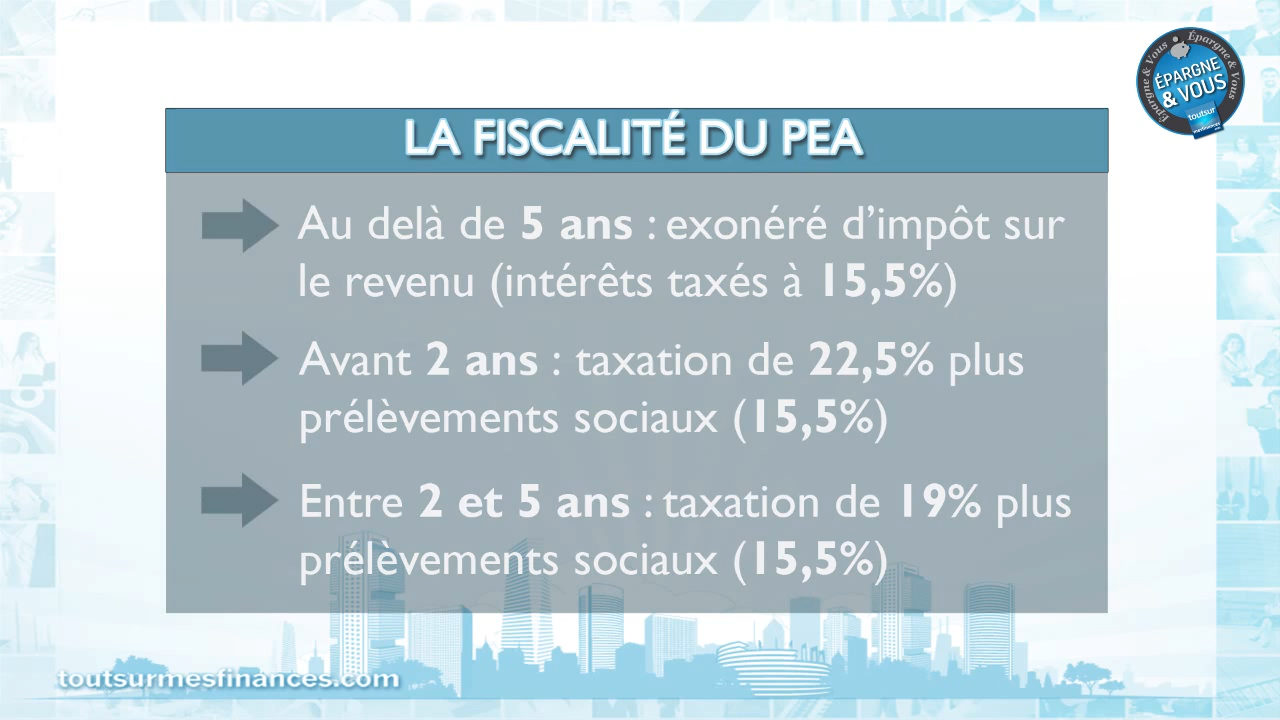 Épargne & Vous
Épargne & Vous
ÉPARGNE
& VOUS
toutsur
LA FISCALITÉ DU PEA
Au delà de 5 ans : exonéré d’impôt sur
le revenu (intérêts taxés à 15,5%)
Avant 2 ans : taxation de 22,5% plus
prélèvements sociaux (15,5%)
Entre 2 et 5 ans : taxation de 19% plus
prélèvements sociaux (15,5%)
toutsurmesfinances.com